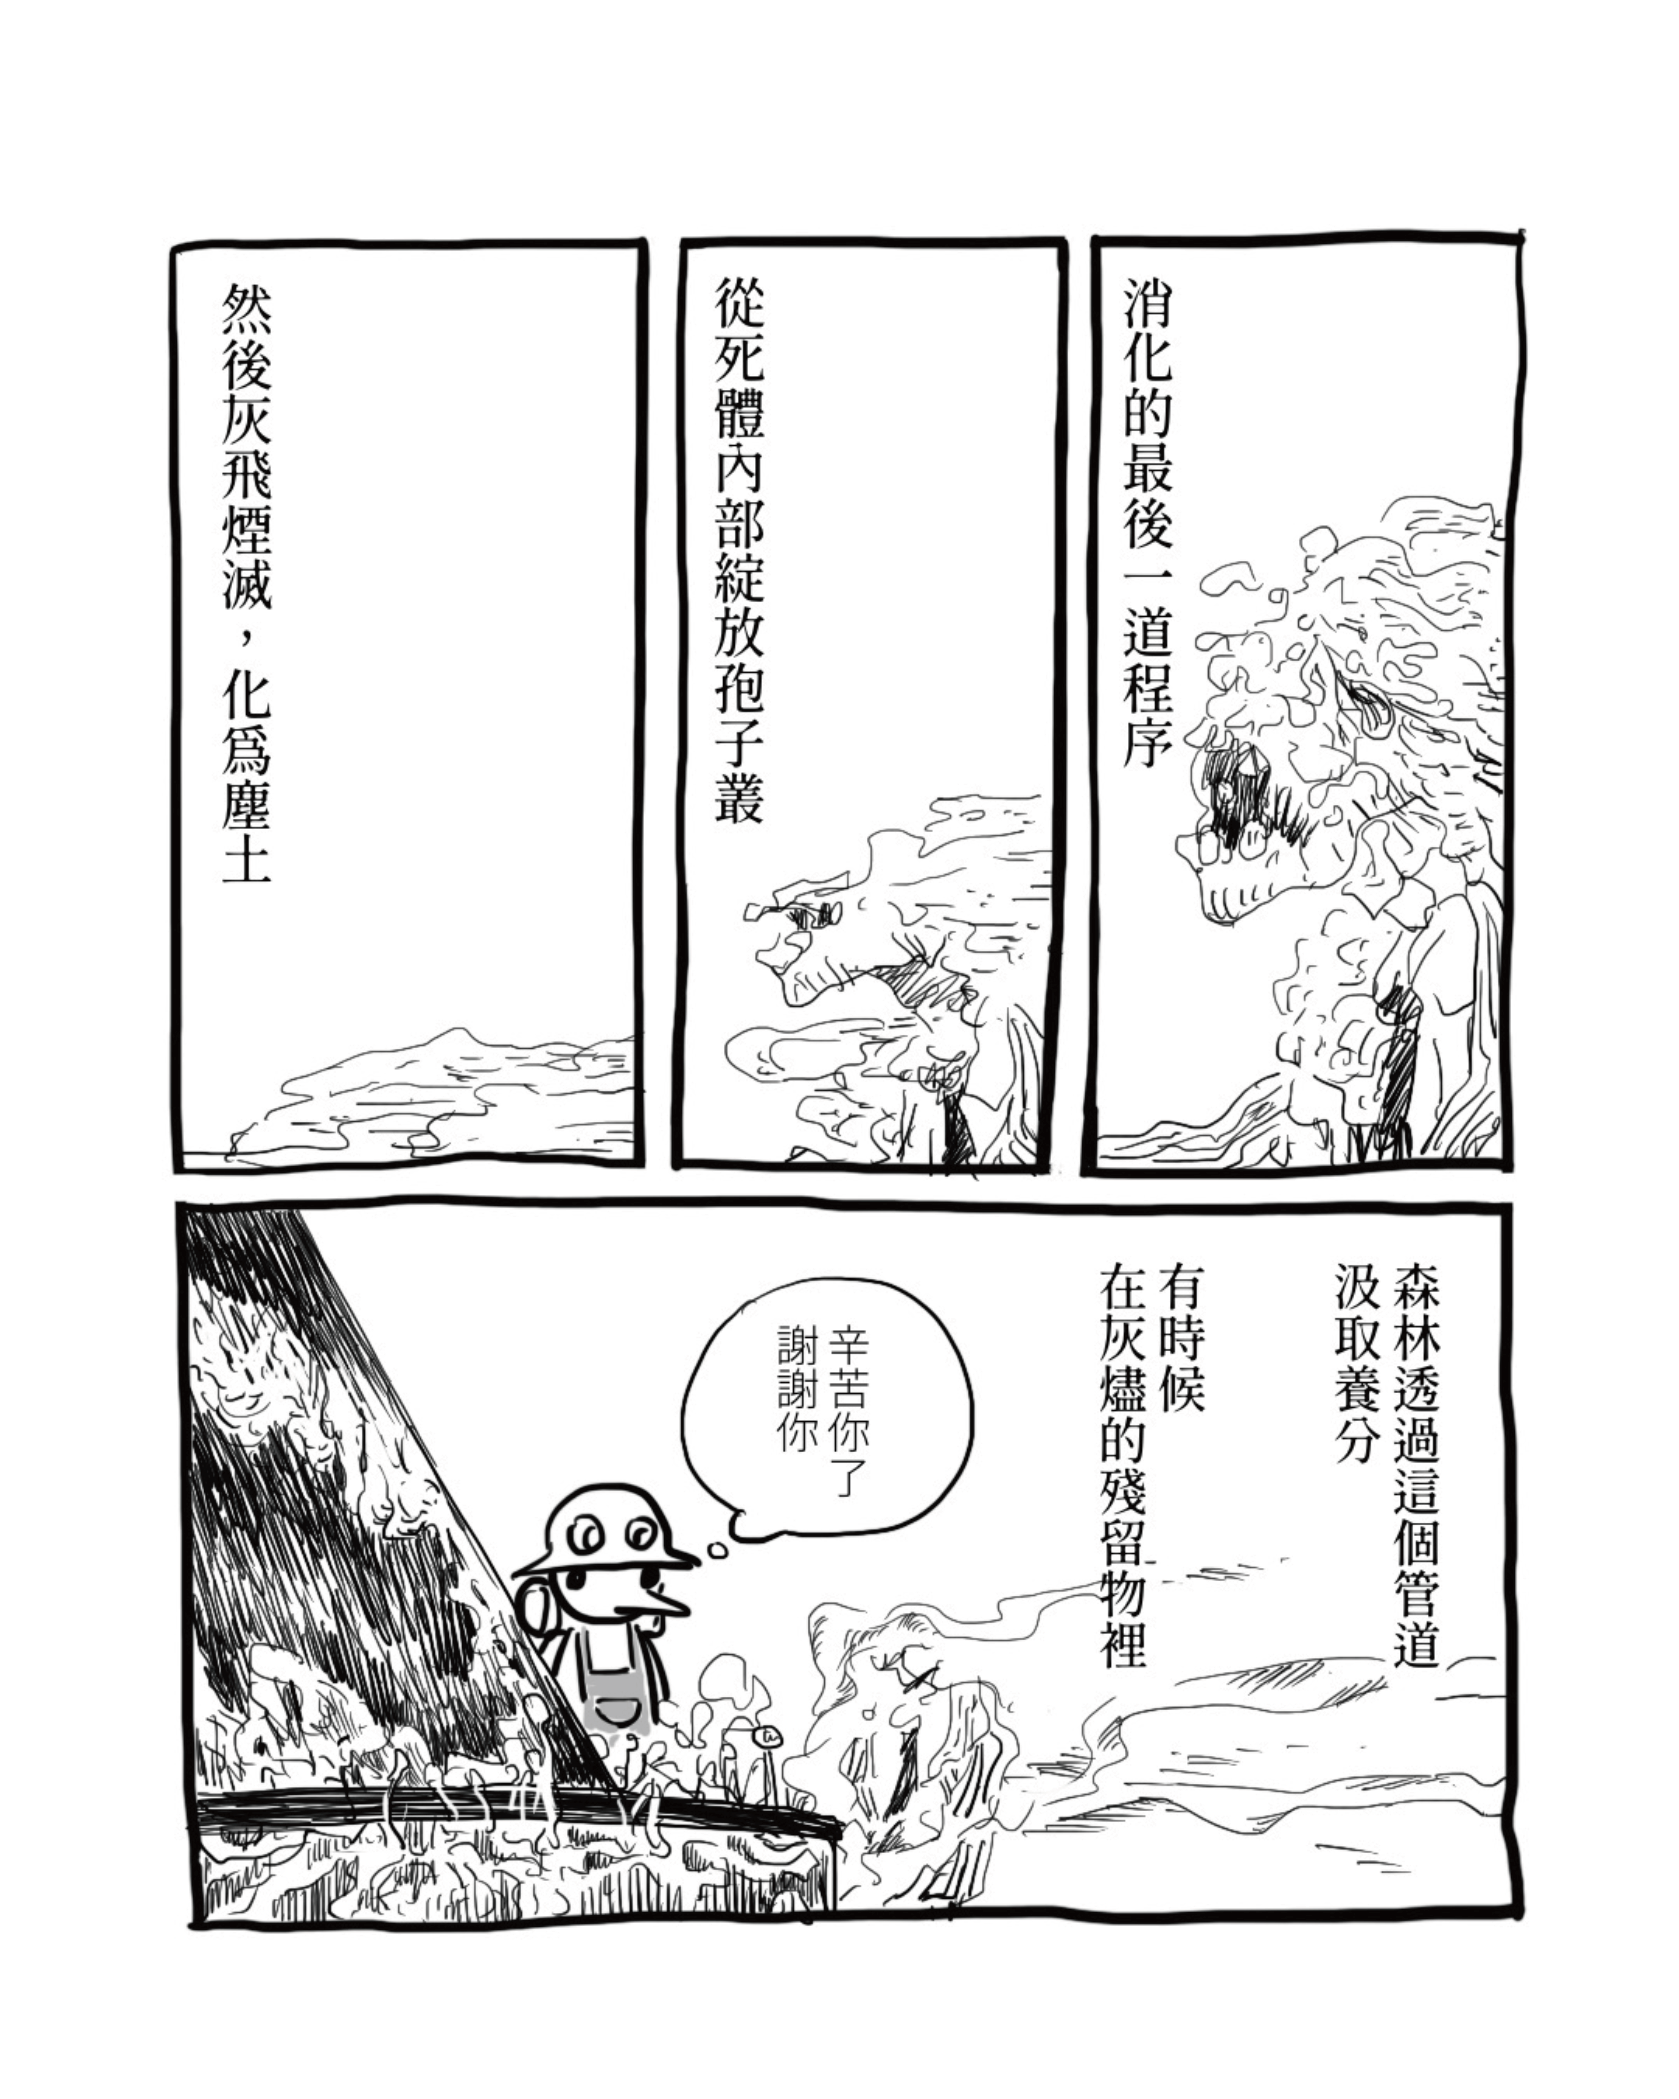 消化的最後一道程序
從死體內部綻放孢子叢
然後灰飛煙滅，化爲塵土
森林透過這個管道
汲取養分
有時候
在灰燼的殘留物裡
辛苦你了
謝謝你